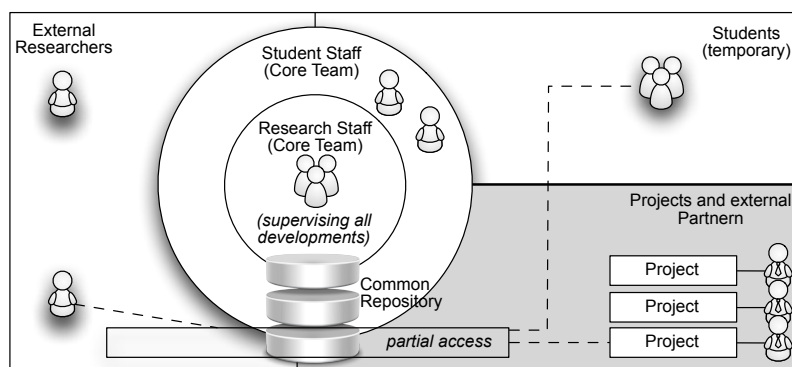 External
Researchers
Student Staff
(Core Team)
Students
(temporary)
Research Staff
(Core Team)
(supervising all
developments)
Projects and external
Partnern
Common
Repository
Project
Project
Project
partial access